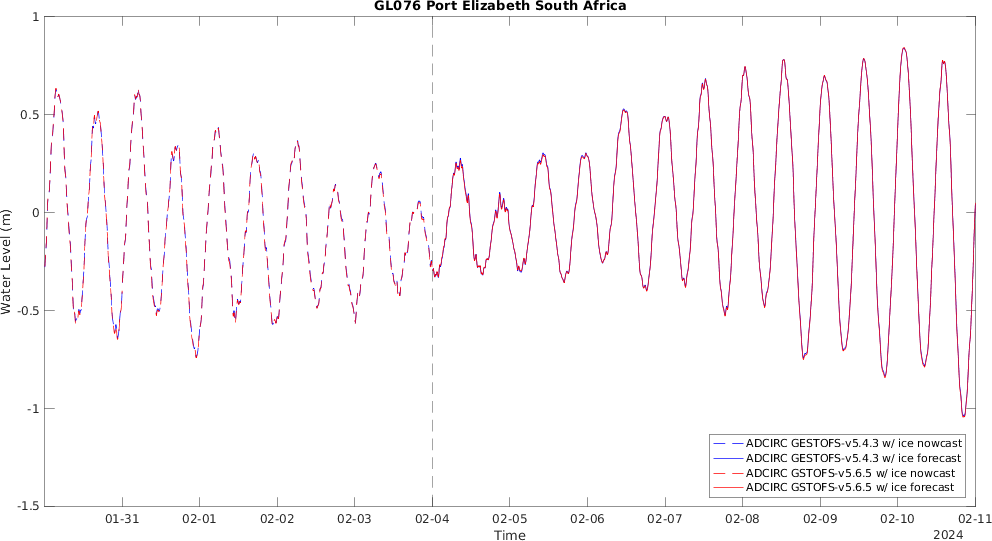 GL076 Port Elizabeth South Africa
1
0.5
0
-0.5
-1
-1.5
Water Level (m)
ADCIRC GESTOFS-v5.4.3 w/ ice nowcast
ADCIRC GESTOFS-v5.4.3 w/ ice forecast
ADCIRC GSTOFS-v5.6.5 w/ ice nowcast
ADCIRC GSTOFS-v5.6.5 w/ ice forecast
01-31 02-01 02-02 02-03 02-04 02-05 02-06 02-07 02-08 02-09 02-10 02-11
Time
2024